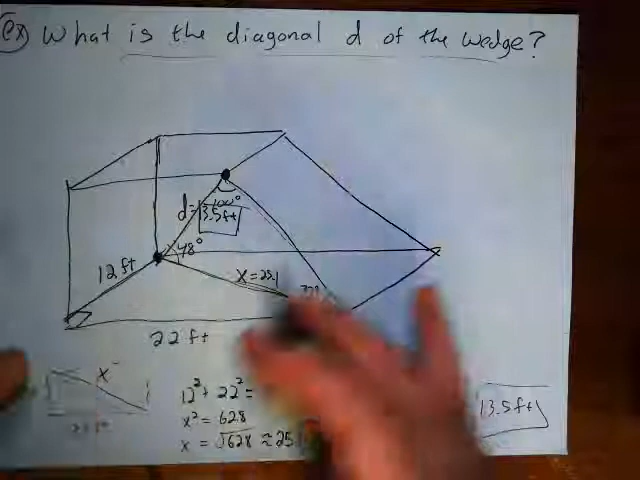 ex) What is the diagonal d of the wedge?
100°
d= 13.5ft
48°
12 ft
x=25.1
22 ft
x
12² + 22² =
x² = 628
x = √628 ≈ 25.1
13.5 ft